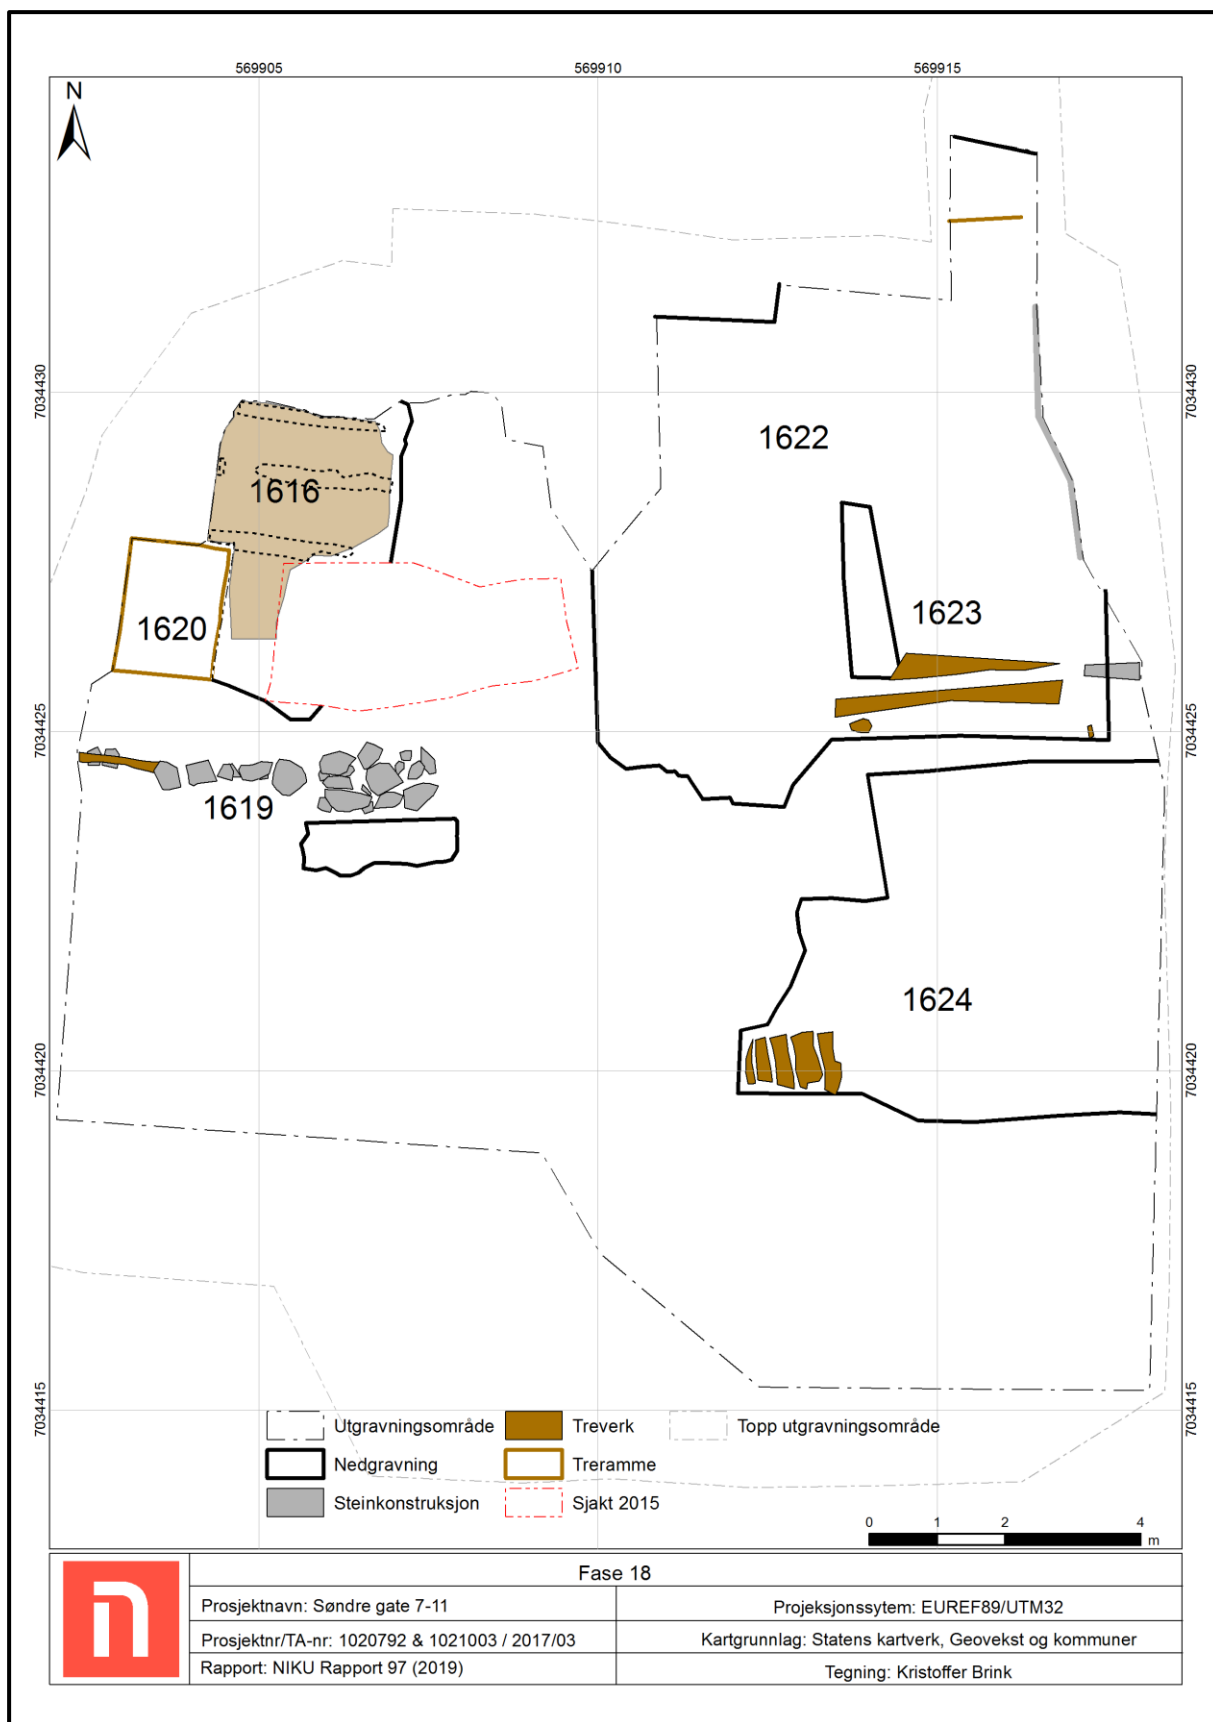 569905 569910 569915
N
7034430 7034430
1622
1616
1623
1620
7034425 7034425
1619
1624
7034420 7034420
7034415 7034415
Utgravningsområde Treverk Topp utgravningsområde
Nedgravning Treramme
Steinkonstruksjon Sjakt 2015
0 1 2 4
m
Fase 18
Prosjektnavn: Søndre gate 7-11 Projeksjonssytem: EUREF89/UTM32
Prosjektnr/TA-nr: 1020792 & 1021003 / 2017/03 Kartgrunnlag: Statens kartverk, Geovekst og kommuner
Rapport: NIKU Rapport 97 (2019) Tegning: Kristoffer Brink